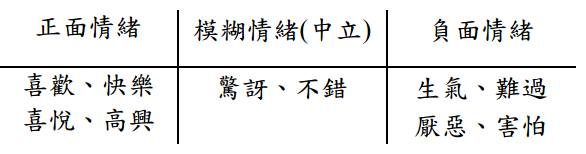 正面情緒 模糊情緒(中立) 負面情緒
喜歡、快樂 驚訝、不錯 生氣、難過
喜悅、高興 厭惡、害怕